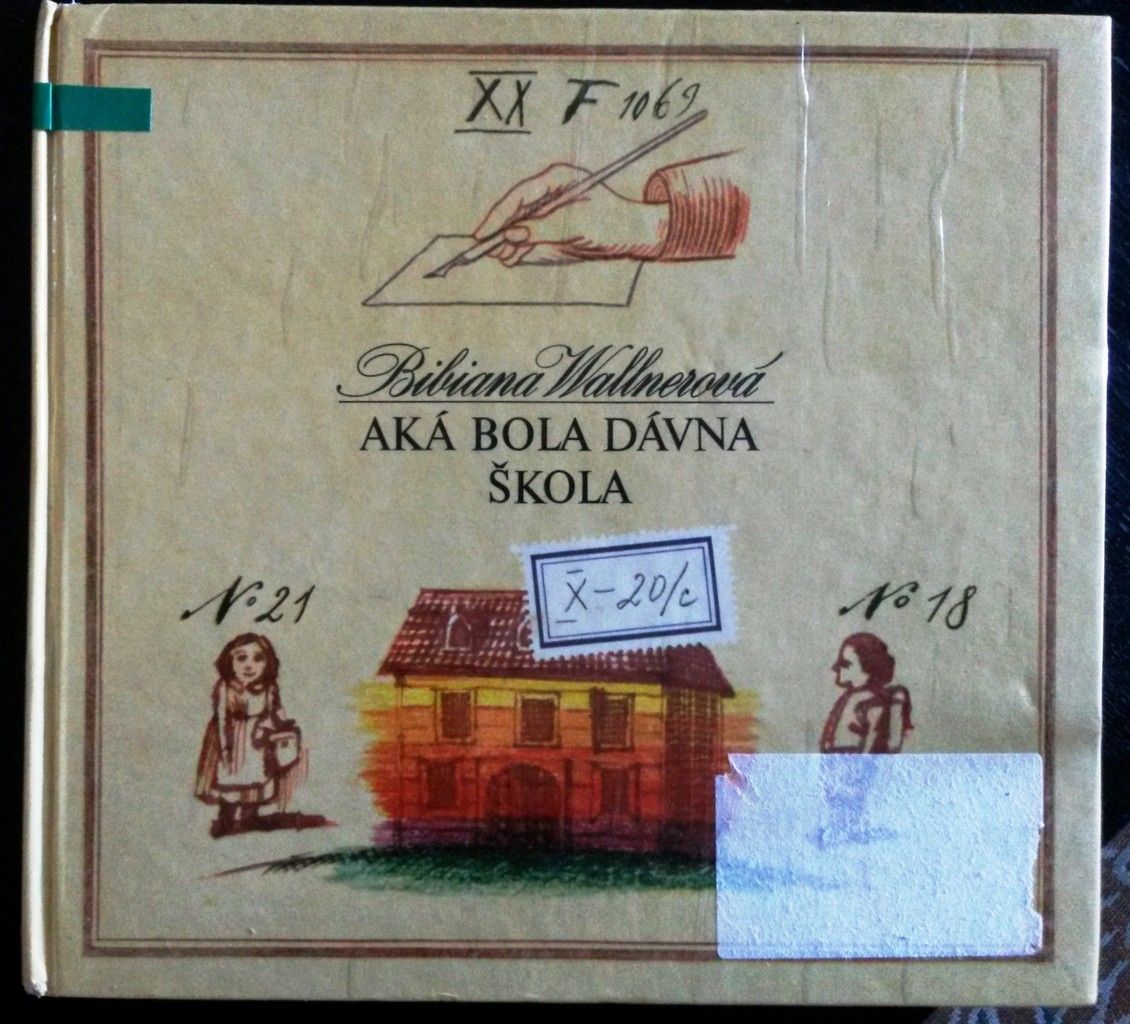 XX F 1069
Bibiana Wallnerová
AKÁ BOLA DÁVNA
ŠKOLA
X-20/c
No 21
No 18